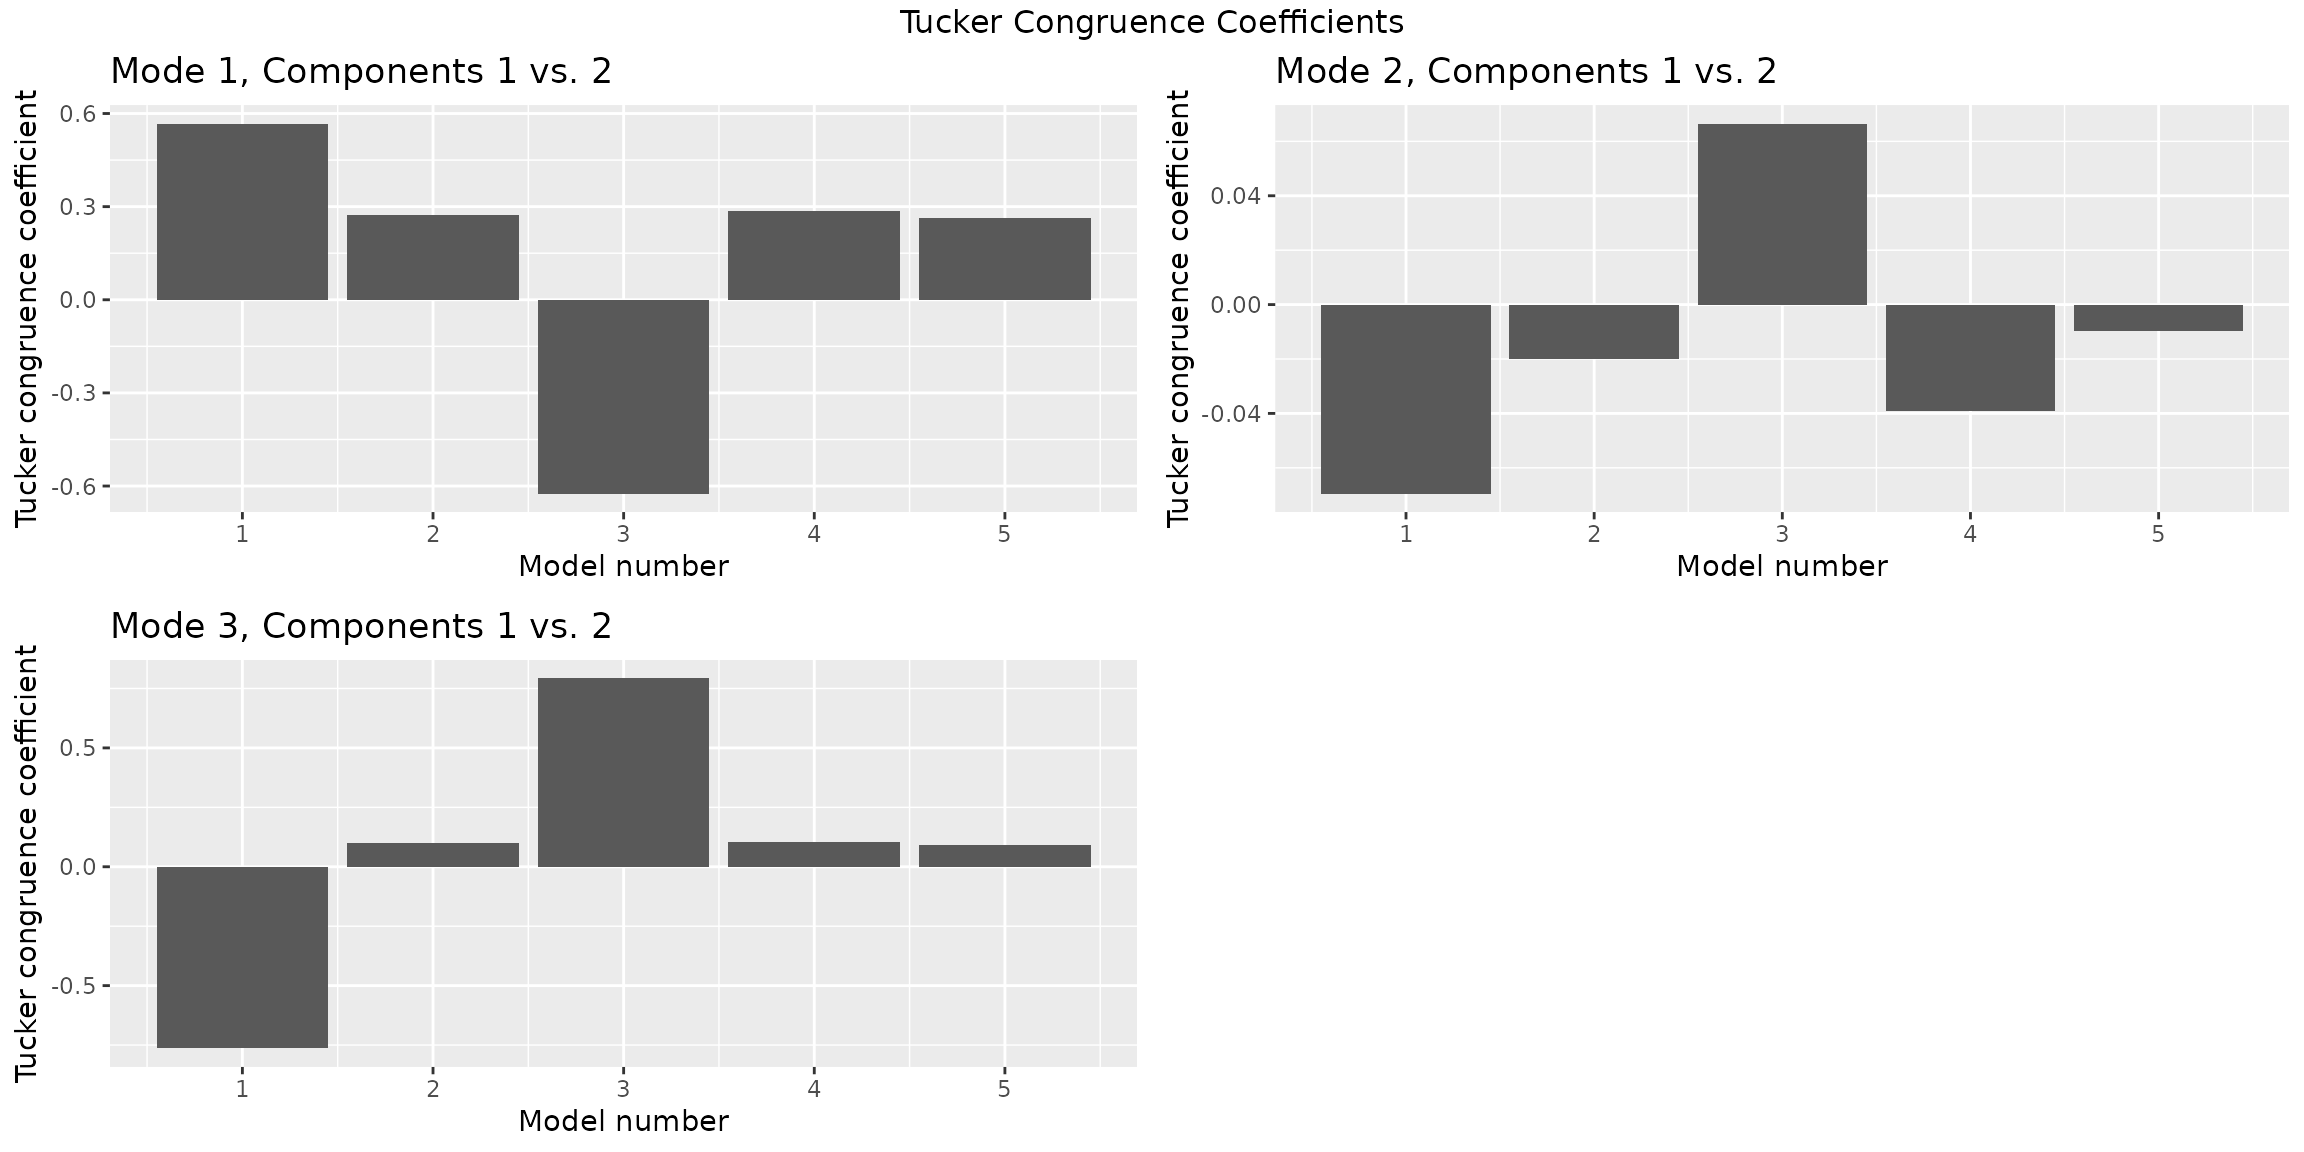 Tucker Congruence Coefficients
Mode 1, Components 1 vs. 2
Tucker congruence coefficient
0.6
0.3
0.0
-0.3
-0.6
1 2 3 4 5
Model number
Mode 2, Components 1 vs. 2
Tucker congruence coefficient
0.04
0.00
-0.04
1 2 3 4 5
Model number
Mode 3, Components 1 vs. 2
Tucker congruence coefficient
0.5
0.0
-0.5
1 2 3 4 5
Model number